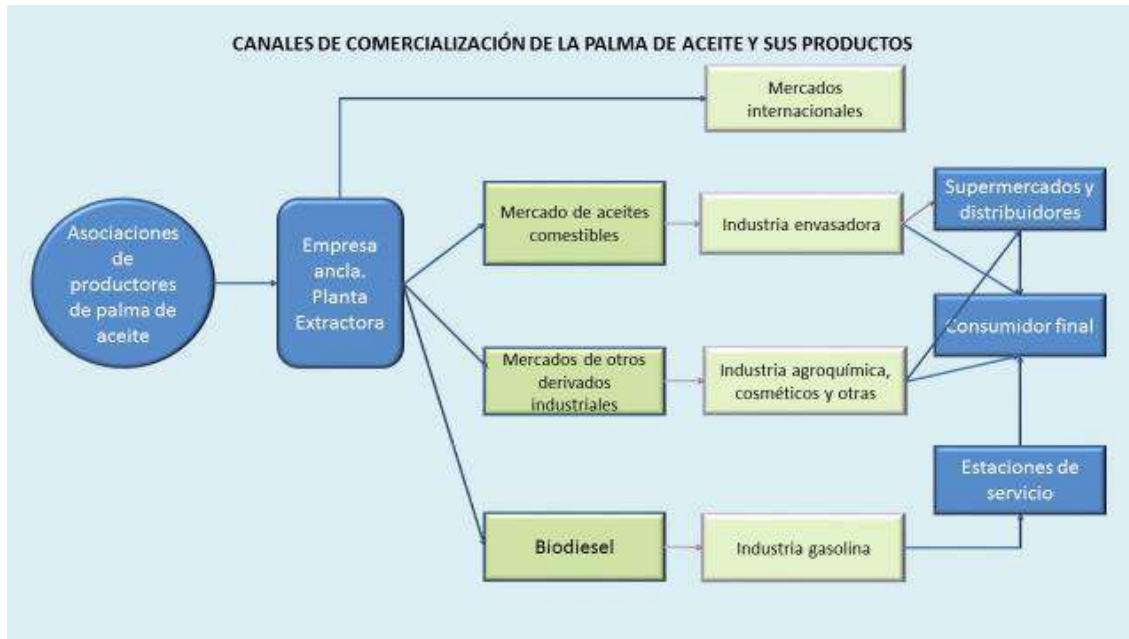 CANALES DE COMERCIALIZACIÓN DE LA PALMA DE ACEITE Y SUS PRODUCTOS
Mercados
internacionales
Asociaciones
de
productores
de palma de
aceite
Empresa
ancla.
Planta
Extractora
Mercado de aceites
comestibles
Industria envasadora
Supermercados y
distribuidores
Consumidor final
Mercados de otros
derivados
industriales
Industria agroquímica,
cosméticos y otras
Estaciones de
servicio
Biodiesel
Industria gasolina